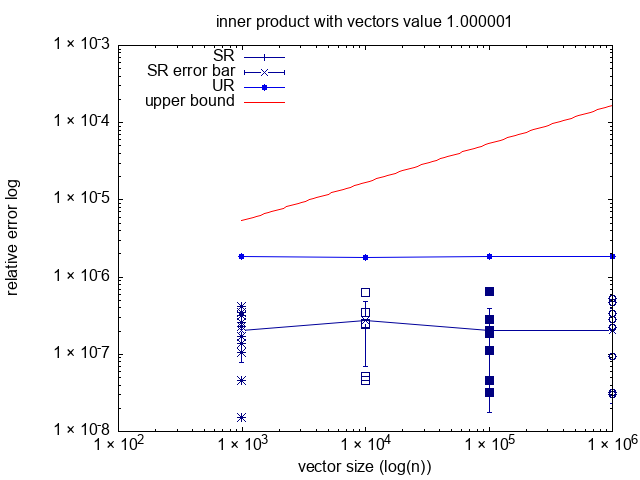 inner product with vectors value 1.000001
1 × 10⁻³
SR
SR error bar
UR
upper bound
1 × 10⁻⁴
1 × 10⁻⁵
relative error log
1 × 10⁻⁶
1 × 10⁻⁷
1 × 10⁻⁸
1 × 10² 1 × 10³ 1 × 10⁴ 1 × 10⁵ 1 × 10⁶
vector size (log(n))